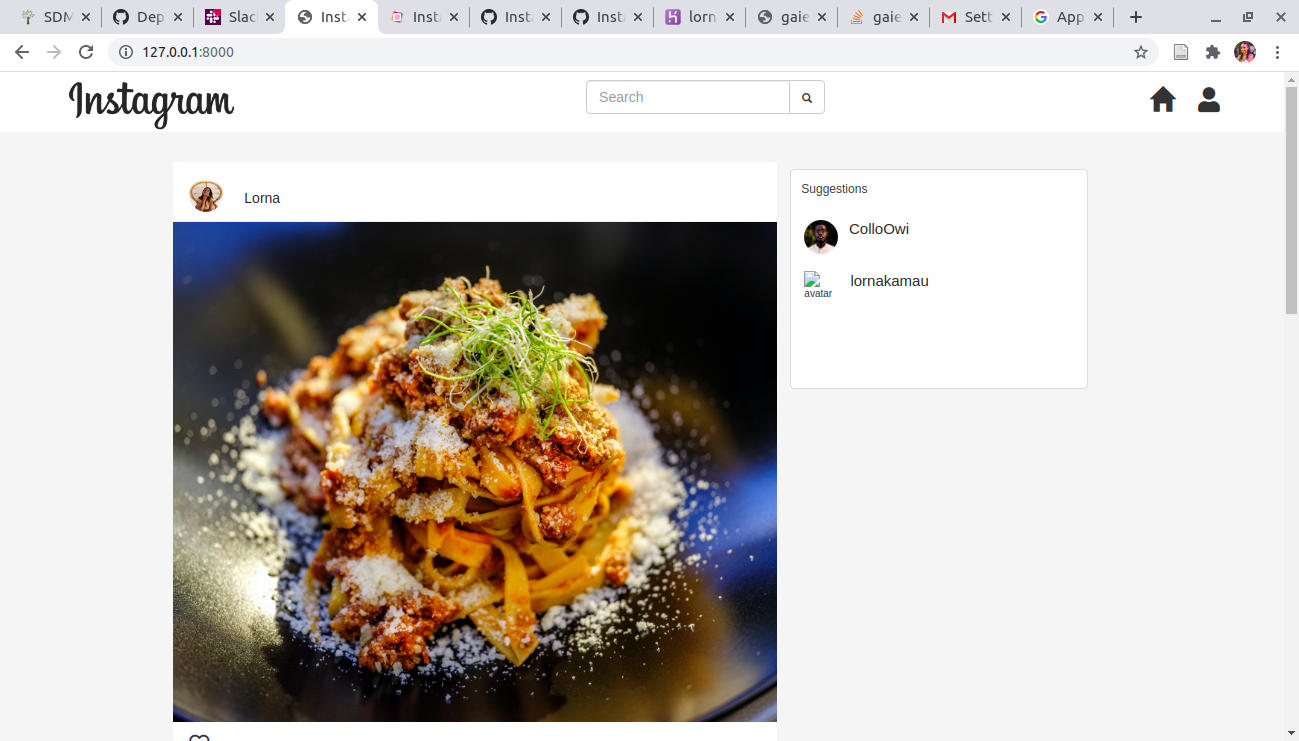 SDM
Dep
Slac
Inst
Inst
Inst
Inst
lorn
gaie
gaie
Sett
App
127.0.0.1:8000
Instagram
Search
Lorna
Suggestions
ColloOwi
avatar
lornakamau